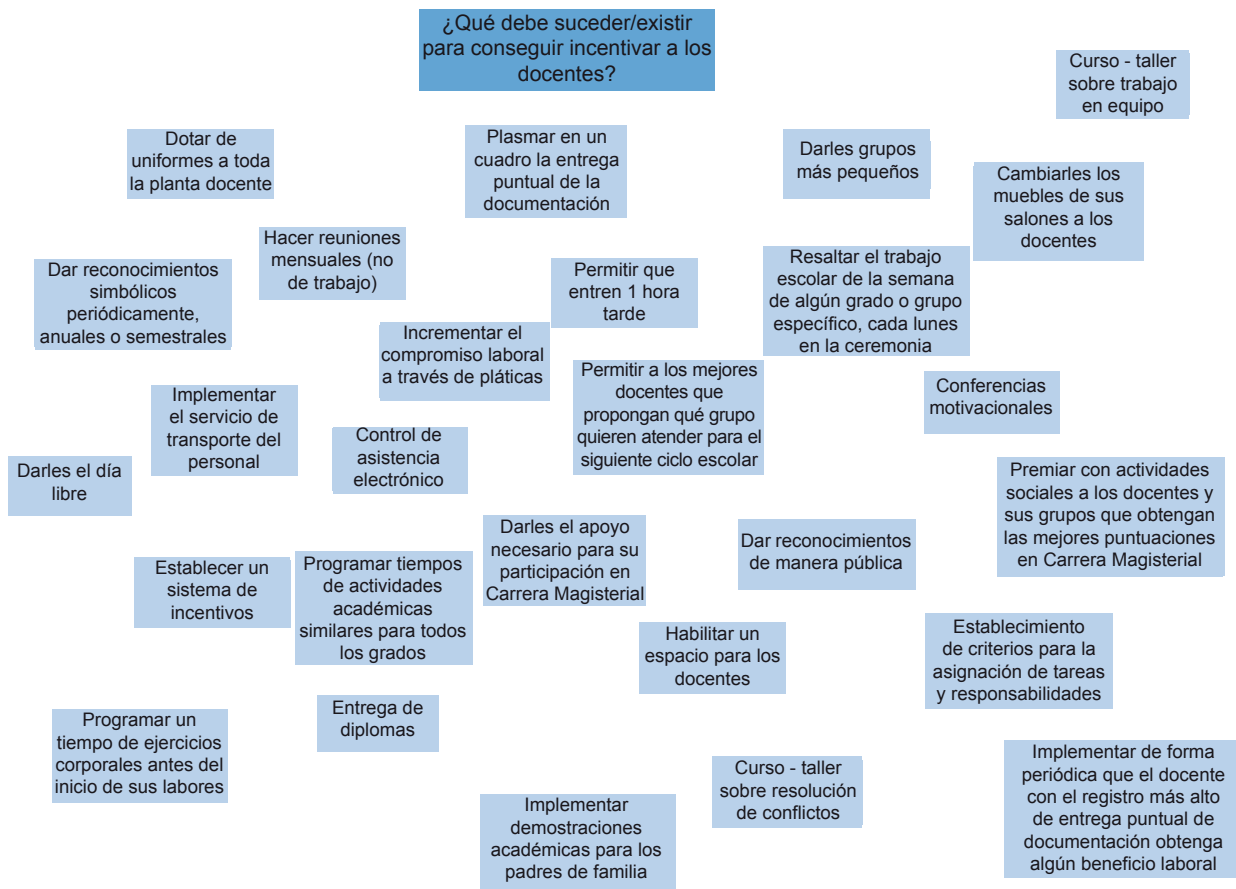 ¿Qué debe suceder/existir
para conseguir incentivar a los
docentes?
Curso - taller
sobre trabajo
en equipo
Dotar de
uniformes a toda
la planta docente
Plasmar en un
cuadro la entrega
puntual de la
documentación
Darles grupos
más pequeños
Cambiarles los
muebles de sus
salones a los
docentes
Hacer reuniones
mensuales (no
de trabajo)
Dar reconocimientos
simbólicos
periódicamente,
anuales o semestrales
Permitir que
entren 1 hora
tarde
Resaltar el trabajo
escolar de la semana
de algún grado o grupo
específico, cada lunes
en la ceremonia
Incrementar el
compromiso laboral
a través de pláticas
Permitir a los mejores
docentes que
propongan qué grupo
quieren atender para el
siguiente ciclo escolar
Conferencias
motivacionales
Implementar
el servicio de
transporte del
personal
Control de
asistencia
electrónico
Darles el día
libre
Premiar con actividades
sociales a los docentes y
sus grupos que obtengan
las mejores puntuaciones
en Carrera Magisterial
Darles el apoyo
necesario para su
participación en
Carrera Magisterial
Dar reconocimientos
de manera pública
Establecer un
sistema de
incentivos
Programar tiempos
de actividades
académicas
similares para todos
los grados
Habilitar un
espacio para los
docentes
Establecimiento
de criterios para la
asignación de tareas
y responsabilidades
Entrega de
diplomas
Programar un
tiempo de ejercicios
corporales antes del
inicio de sus labores
Curso - taller
sobre resolución
de conflictos
Implementar de forma
periódica que el docente
con el registro más alto
de entrega puntual de
documentación obtenga
algún beneficio laboral
Implementar
demostraciones
académicas para los
padres de familia